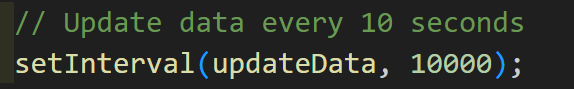 // Update data every 10 seconds
setInterval(updateData, 10000);